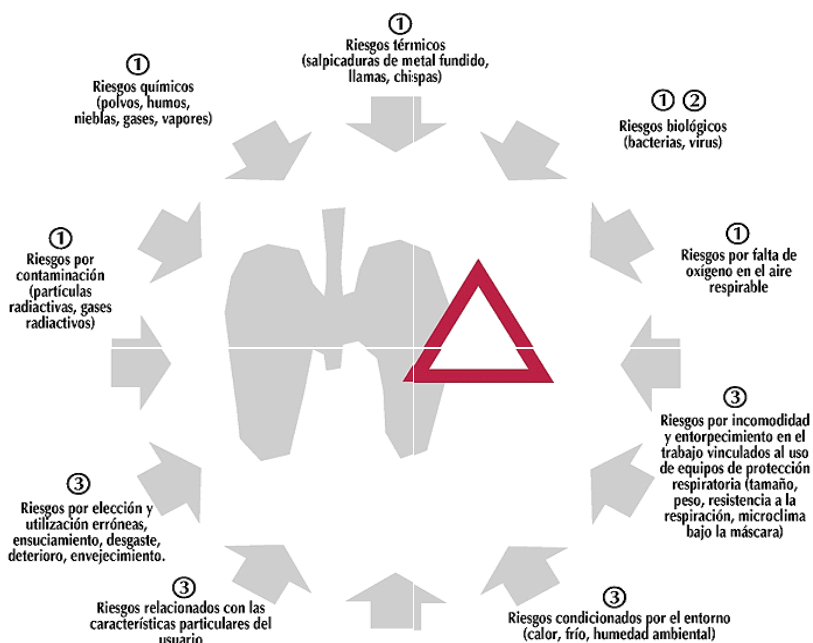 ①
Riesgos térmicos
(salpicaduras de metal fundido,
llamas, chispas)
①
Riesgos químicos
(polvos, humos,
nieblas, gases, vapores)
① ②
Riesgos biológicos
(bacterias, virus)
①
Riesgos por
contaminación
(partículas
radiactivas, gases
radiactivos)
①
Riesgos por falta de
oxígeno en el aire
respirable
③
Riesgos por incomodidad
y entorpecimiento en el
trabajo vinculados al uso
de equipos de protección
respiratoria (tamaño,
peso, resistencia a la
respiración, microclima
bajo la máscara)
③
Riesgos por elección y
utilización erróneas,
ensuciamiento, desgaste,
deterioro, envejecimiento.
③
Riesgos relacionados con las
características particulares del
usuario
③
Riesgos condicionados por el entorno
(calor, frío, humedad ambiental)